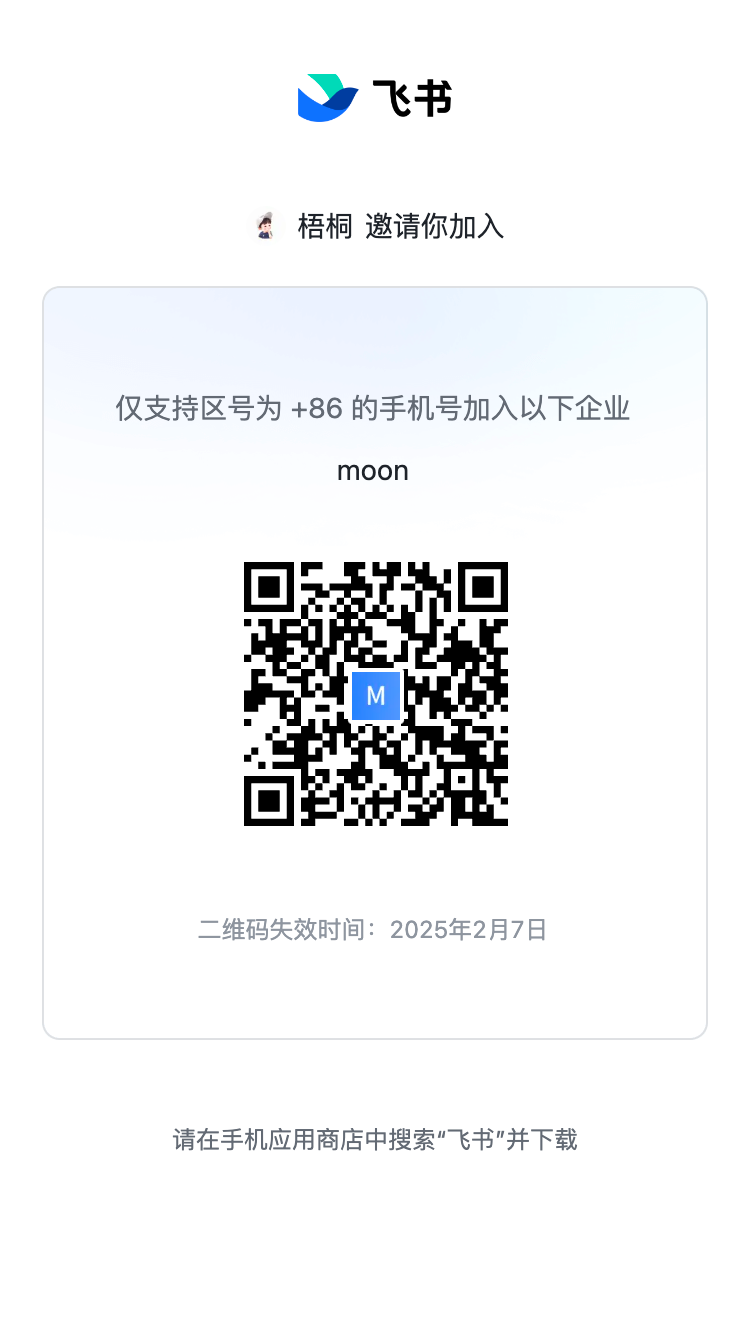 飞书
梧桐 邀请你加入
仅支持区号为 +86 的手机号加入以下企业
moon
M
二维码失效时间：2025年2月7日
请在手机应用商店中搜索“飞书”并下载